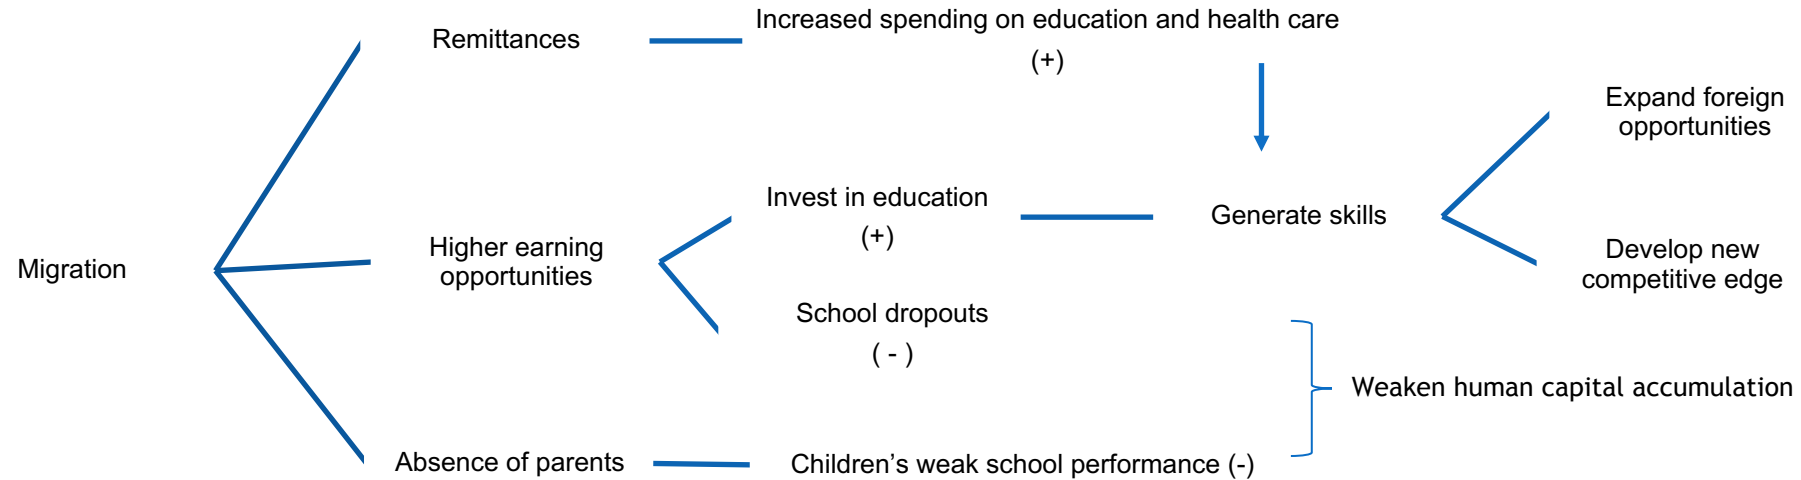 Increased spending on education and health care
(+)
Remittances
Expand foreign
opportunities
Invest in education
(+)
Generate skills
Higher earning
opportunities
Migration
Develop new
competitive edge
School dropouts
( - )
Weaken human capital accumulation
Absence of parents
Children’s weak school performance (-)